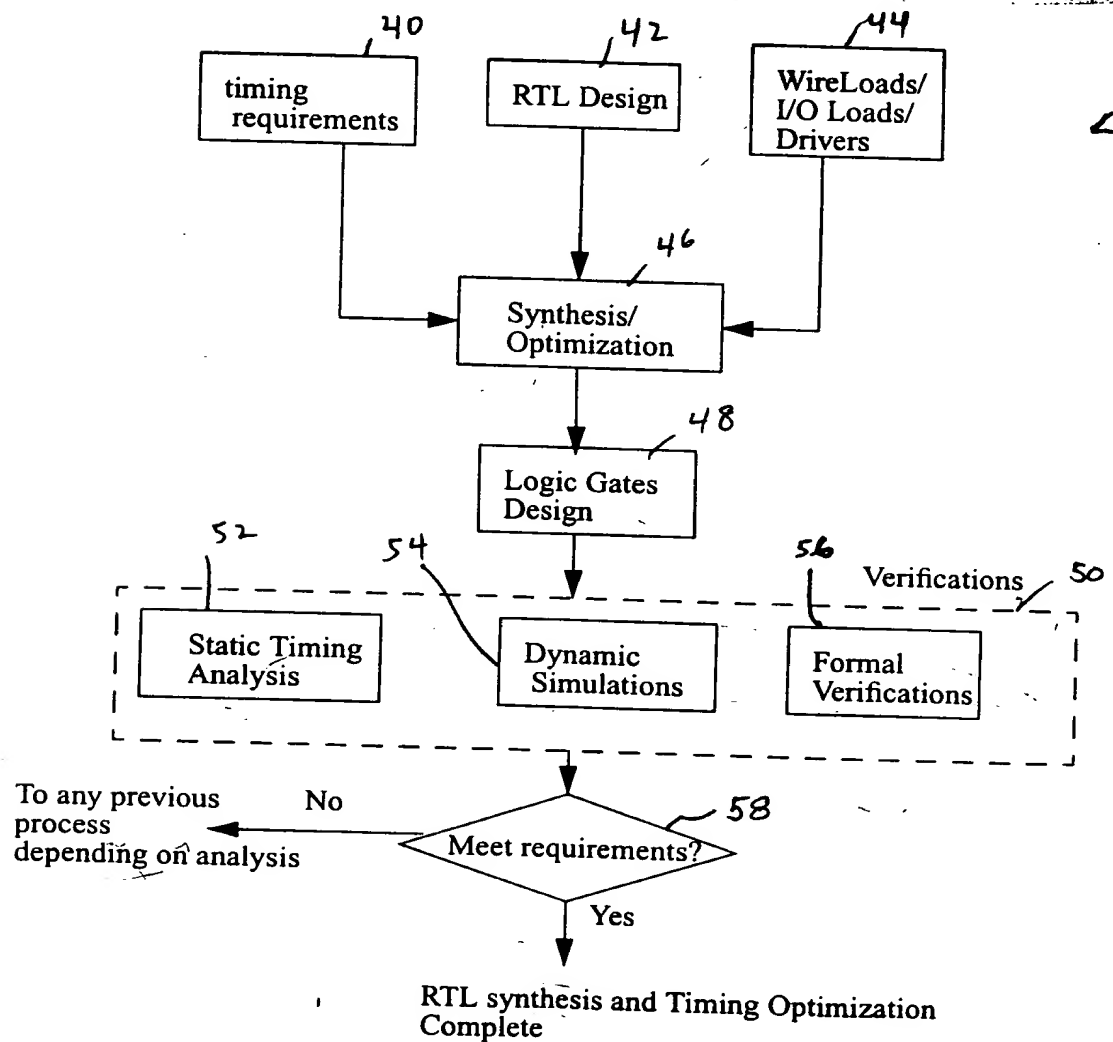 40
42
44
timing
requirements
RTL Design
WireLoads/
I/O Loads/
Drivers
46
Synthesis/
Optimization
48
Logic Gates
Design
52
54
56
Verifications
50
Static Timing
Analysis
Dynamic
Simulations
Formal
Verifications
To any previous
process
depending on analysis
No
58
Meet requirements?
Yes
RTL synthesis and Timing Optimization
Complete